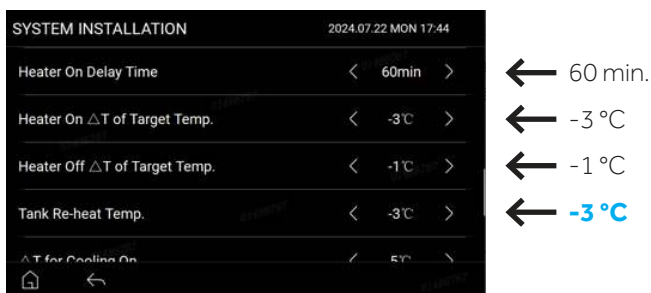 SYSTEM INSTALLATION 2024.07.22 MON 17:44
Heater On Delay Time < 60min > 60 min.
Heater On △T of Target Temp. < -3℃ > -3 °C
Heater Off △T of Target Temp. < -1℃ > -1 °C
Tank Re-heat Temp. < -3℃ > -3 °C
△T for Cooling On 5℃